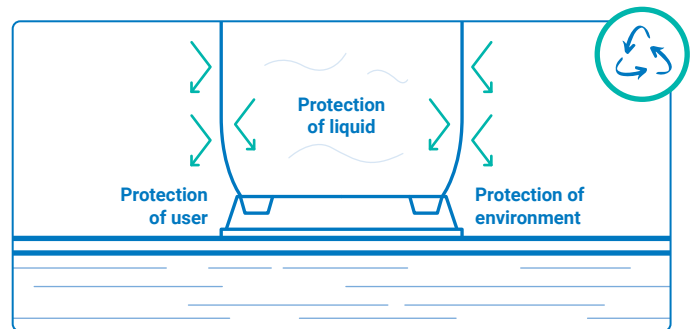 Protection
of liquid
Protection
of user
Protection of
environment